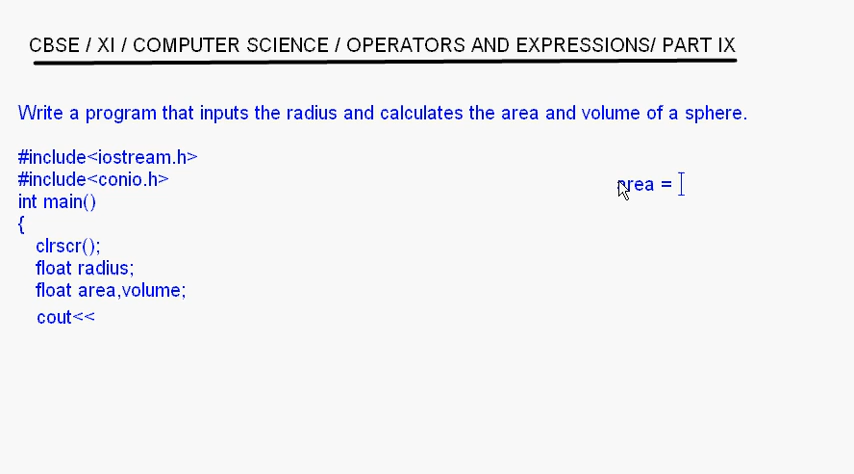 CBSE / XI / COMPUTER SCIENCE / OPERATORS AND EXPRESSIONS/ PART IX
Write a program that inputs the radius and calculates the area and volume of a sphere.
#include<iostream.h>
#include<conio.h>
int main()
{
clrscr();
float radius;
float area,volume;
cout<<
area =